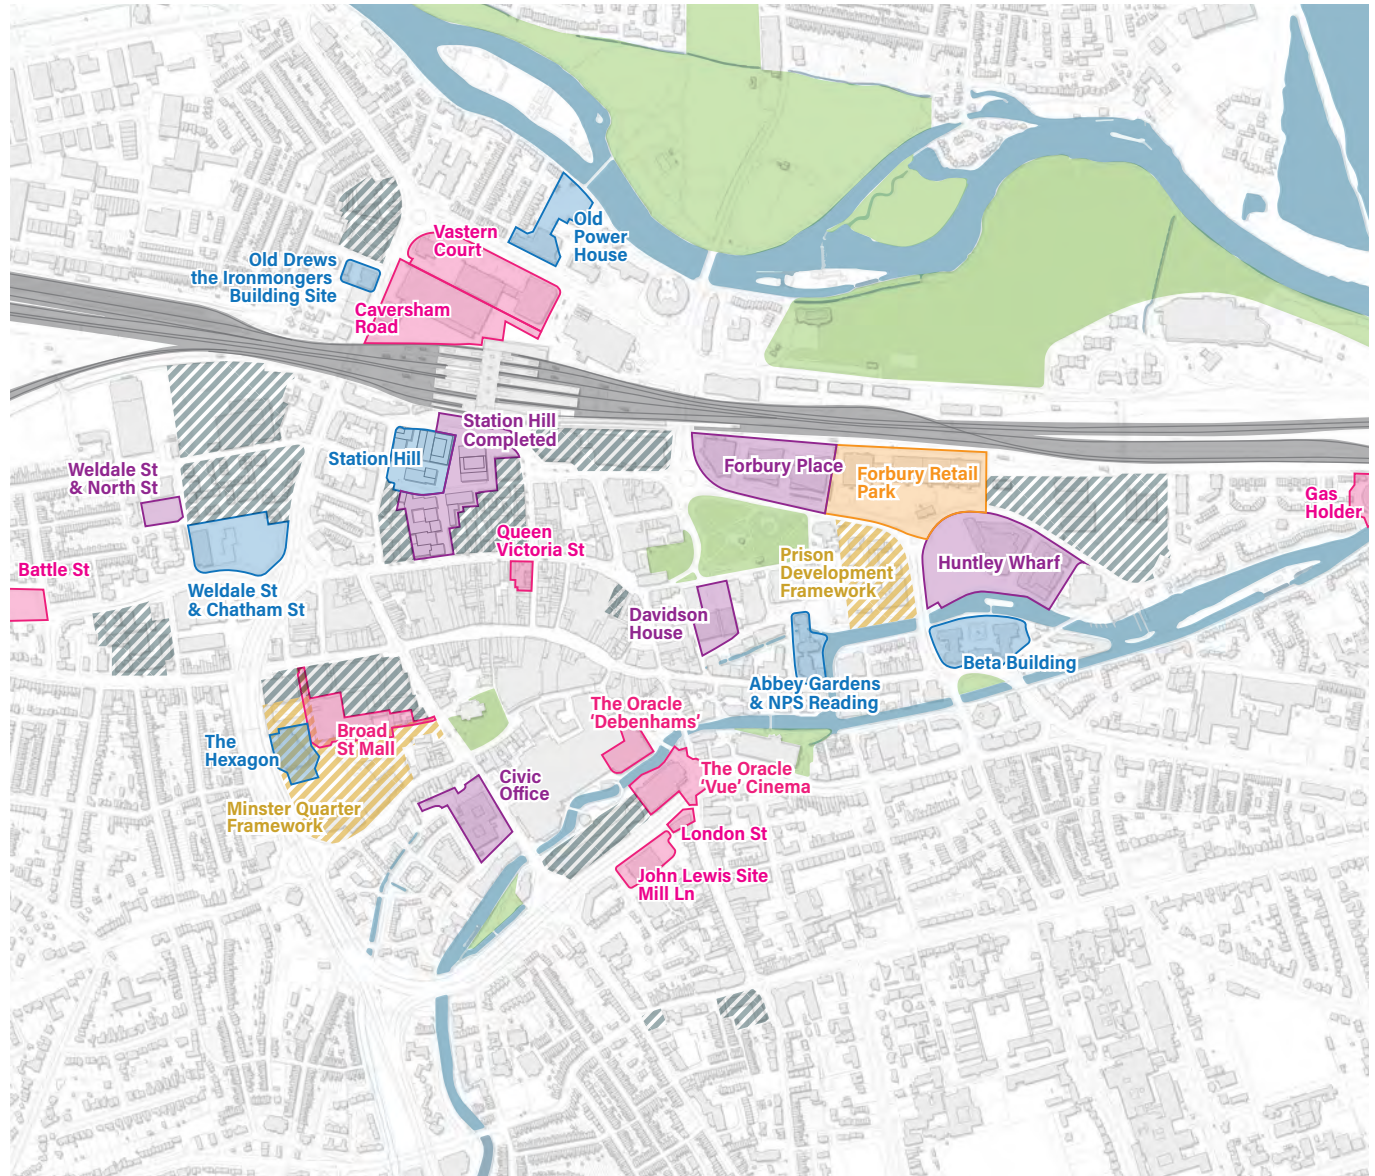 Vastern
Court
Old
Power
House
Old Drews
the Ironmongers
Building Site
Caversham
Road
Station Hill
Completed
Station Hill
Weldale St
& North St
Forbury Place
Forbury Retail
Park
Gas
Holder
Queen
Victoria St
Prison
Development
Framework
Huntley Wharf
Battle St
Weldale St
& Chatham St
Davidson
House
Beta Building
Abbey Gardens
& NPS Reading
The Oracle
‘Debenhams’
Broad
St Mall
The
Hexagon
The Oracle
‘Vue’ Cinema
Civic
Office
Minster Quarter
Framework
London St
John Lewis Site
Mill Ln